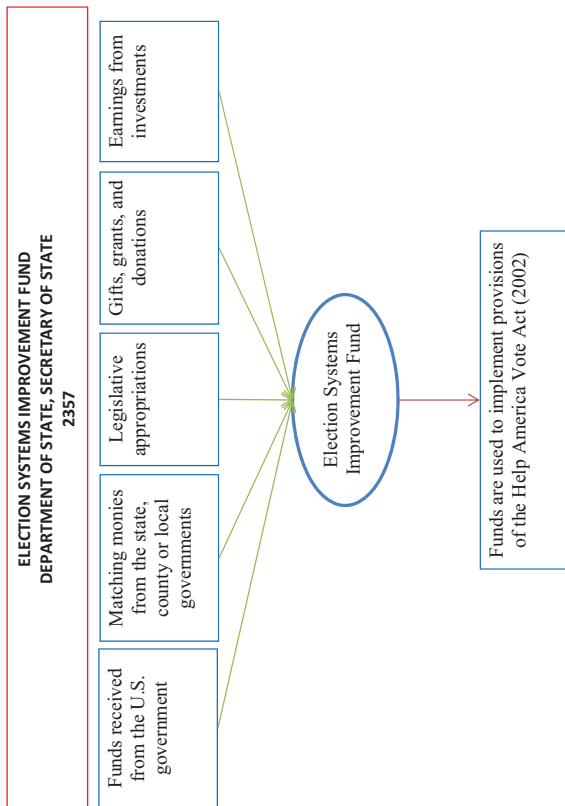 ELECTION SYSTEMS IMPROVEMENT FUND
DEPARTMENT OF STATE, SECRETARY OF STATE
2357
Funds received
from the U.S.
government
Matching monies
from the state,
county or local
governments
Legislative
appropriations
Gifts, grants, and
donations
Earnings from
investments
Election Systems
Improvement Fund
Funds are used to implement provisions
of the Help America Vote Act (2002)